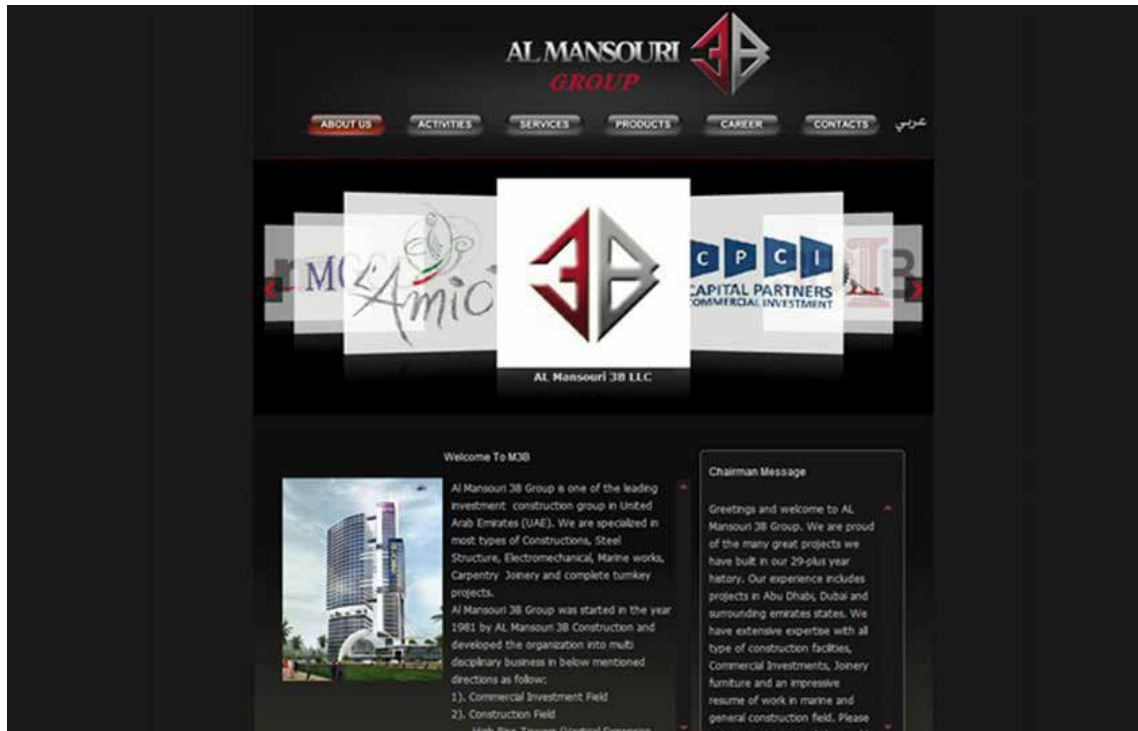 AL MANSOURI 3B
GROUP
ABOUT US
ACTIVITIES
SERVICES
PRODUCTS
CAREER
CONTACTS
عربي
L'Amic
3B
C P C I
CAPITAL PARTNERS
COMMERCIAL INVESTMENT
AL Mansouri 3B LLC
Welcome To M3B
Al Mansouri 3B Group is one of the leading
investment construction group in United
Arab Emirates (UAE). We are specialized in
most types of Constructions, Steel
Structure, Electromechanical, Marine works,
Carpentry Joinery and complete turnkey
projects.
Al Mansouri 3B Group was started in the year
1981 by AL Mansouri 3B Construction and
developed the organization into multi
disciplinary business in below mentioned
directions as follow:
1). Commercial Investment Field
2). Construction Field
Chairman Message
Greetings and welcome to AL
Mansouri 3B Group. We are proud
of the many great projects we
have built in our 29-plus year
history. Our experience includes
projects in Abu Dhabi, Dubai and
surrounding emirates states. We
have extensive expertise with all
type of construction facilities,
Commercial Investments, Joinery
furniture and an impressive
resume of work in marine and
general construction field. Please